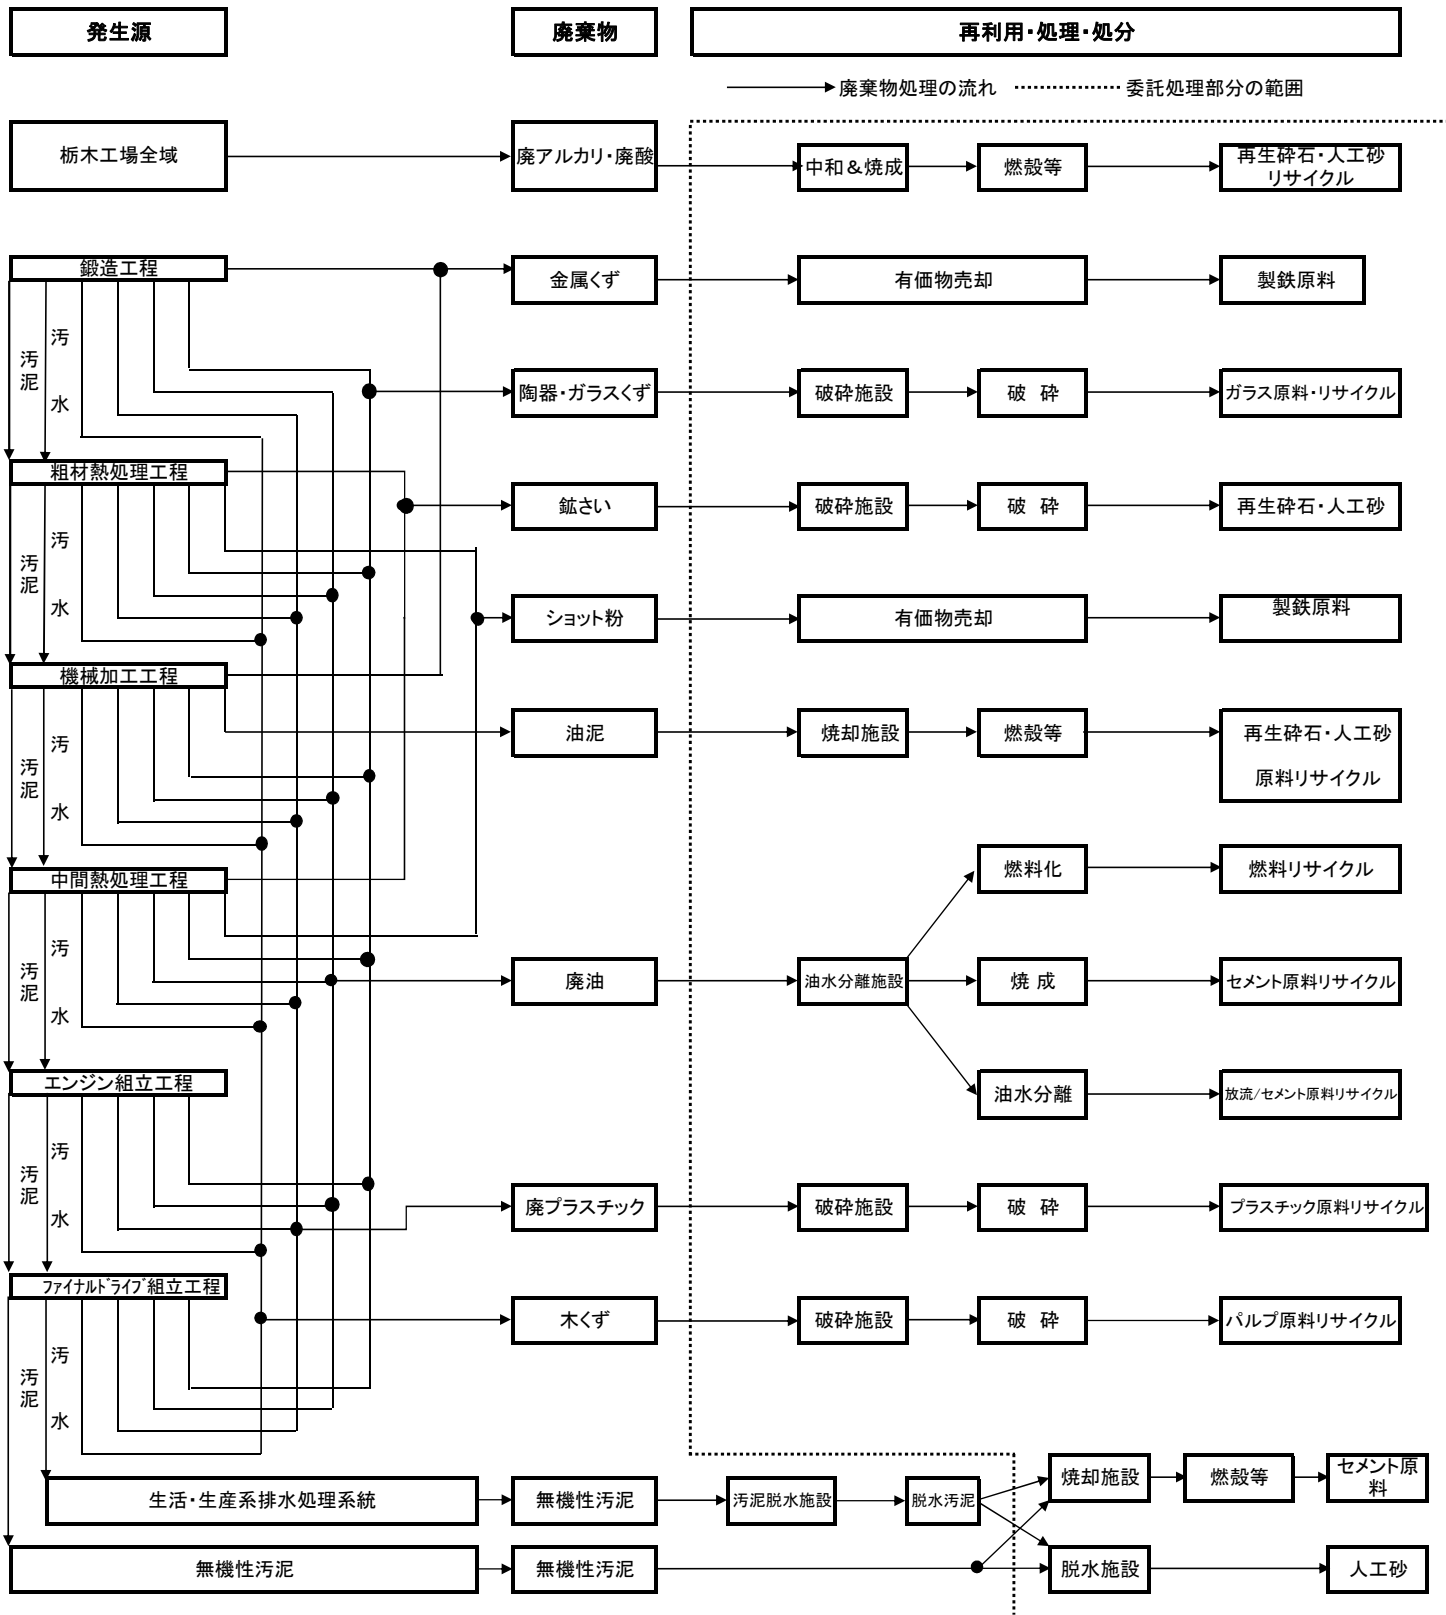 発生源
廃棄物
再利用・処理・処分
廃棄物処理の流れ
委託処理部分の範囲
栃木工場全域
廃アルカリ・廃酸
中和＆焼成
燃殻等
再生砕石・人工砂
リサイクル
鍛造工程
金属くず
有価物売却
製鉄原料
汚泥
汚水
陶器・ガラスくず
破砕施設
破 砕
ガラス原料・リサイクル
粗材熱処理工程
鉱さい
破砕施設
破 砕
再生砕石・人工砂
汚泥
汚水
ショット粉
有価物売却
製鉄原料
機械加工工程
油泥
焼却施設
燃殻等
再生砕石・人工砂
原料リサイクル
汚泥
汚水
燃料化
燃料リサイクル
中間熱処理工程
汚泥
汚水
廃油
油水分離施設
焼 成
セメント原料リサイクル
エンジン組立工程
油水分離
放流/セメント原料リサイクル
汚泥
汚水
廃プラスチック
破砕施設
破 砕
プラスチック原料リサイクル
ファイナルドライブ組立工程
木くず
破砕施設
破 砕
パルプ原料リサイクル
汚泥
汚水
生活・生産系排水処理系統
無機性汚泥
汚泥脱水施設
脱水汚泥
焼却施設
燃殻等
セメント原
料
無機性汚泥
無機性汚泥
脱水施設
人工砂